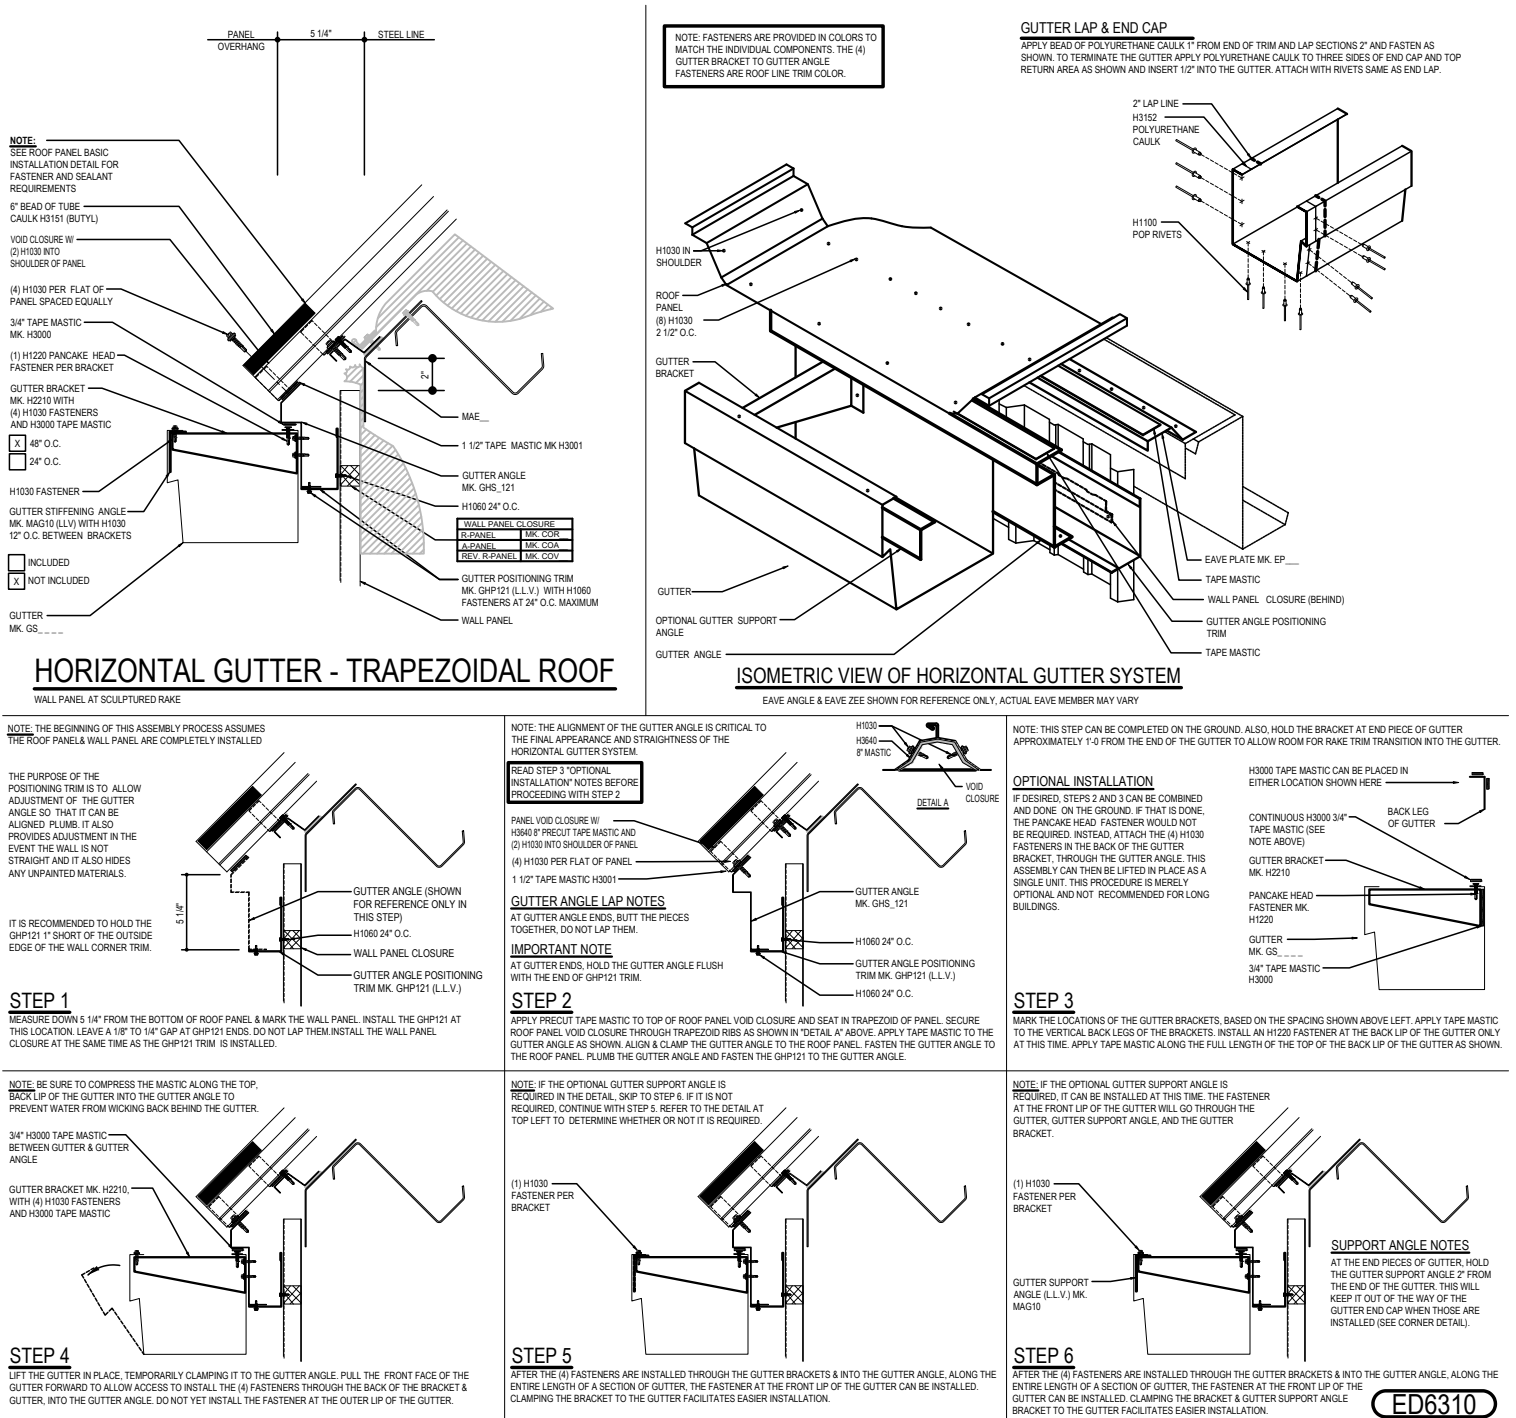 PANEL
OVERHANG
5 1/4"
STEEL LINE
NOTE:
SEE ROOF PANEL BASIC
INSTALLATION DETAIL FOR
FASTENER AND SEALANT
REQUIREMENTS
6" BEAD OF TUBE
CAULK H3151 (BUTYL)
VOID CLOSURE W/
(2) H1030 INTO
SHOULDER OF PANEL
(4) H1030 PER FLAT OF
PANEL SPACED EQUALLY
3/4" TAPE MASTIC
MK. H3000
(1) H1220 PANCAKE HEAD
FASTENER PER BRACKET
GUTTER BRACKET
MK. H2210 WITH
(4) H1030 FASTENERS
AND H3000 TAPE MASTIC
X 48" O.C.
24" O.C.
H1030 FASTENER
GUTTER STIFFENING ANGLE
MK. MAG10 (LLV) WITH H1030
12" O.C. BETWEEN BRACKETS
INCLUDED
X NOT INCLUDED
GUTTER
MK. GS_ _ _ _
2"
MAE__
1 1/2" TAPE MASTIC MK H3001
GUTTER ANGLE
MK. GHS_121
H1060 24" O.C.
WALL PANEL CLOSURE
R-PANEL MK. COR__
A-PANEL MK. COA__
REV. R-PANEL MK. COV__
GUTTER POSITIONING TRIM
MK. GHP121 (L.L.V.) WITH H1060
FASTENERS AT 24" O.C. MAXIMUM
WALL PANEL
HORIZONTAL GUTTER - TRAPEZOIDAL ROOF
WALL PANEL AT SCULPTURED RAKE
NOTE: FASTENERS ARE PROVIDED IN COLORS TO
MATCH THE INDIVIDUAL COMPONENTS. THE (4)
GUTTER BRACKET TO GUTTER ANGLE
FASTENERS ARE ROOF LINE TRIM COLOR.
GUTTER LAP & END CAP
APPLY BEAD OF POLYURETHANE CAULK 1" FROM END OF TRIM AND LAP SECTIONS 2" AND FASTEN AS
SHOWN. TO TERMINATE THE GUTTER APPLY POLYURETHANE CAULK TO THREE SIDES OF END CAP AND TOP
RETURN AREA AS SHOWN AND INSERT 1/2" INTO THE GUTTER. ATTACH WITH RIVETS SAME AS END LAP.
2" LAP LINE
H3152
POLYURETHANE
CAULK
H1100
POP RIVETS
H1030 IN
SHOULDER
ROOF
PANEL
(8) H1030
2 1/2" O.C.
GUTTER
BRACKET
GUTTER
OPTIONAL GUTTER SUPPORT
ANGLE
GUTTER ANGLE
EAVE PLATE MK. EP___
TAPE MASTIC
WALL PANEL CLOSURE (BEHIND)
GUTTER ANGLE POSITIONING
TRIM
TAPE MASTIC
ISOMETRIC VIEW OF HORIZONTAL GUTTER SYSTEM
EAVE ANGLE & EAVE ZEE SHOWN FOR REFERENCE ONLY, ACTUAL EAVE MEMBER MAY VARY
NOTE: THE BEGINNING OF THIS ASSEMBLY PROCESS ASSUMES
THE ROOF PANEL& WALL PANEL ARE COMPLETELY INSTALLED
THE PURPOSE OF THE
POSITIONING TRIM IS TO ALLOW
ADJUSTMENT OF THE GUTTER
ANGLE SO THAT IT CAN BE
ALIGNED PLUMB. IT ALSO
PROVIDES ADJUSTMENT IN THE
EVENT THE WALL IS NOT
STRAIGHT AND IT ALSO HIDES
ANY UNPAINTED MATERIALS.
IT IS RECOMMENDED TO HOLD THE
GHP121 1" SHORT OF THE OUTSIDE
EDGE OF THE WALL CORNER TRIM.
5 1/4"
GUTTER ANGLE (SHOWN
FOR REFERENCE ONLY IN
THIS STEP)
H1060 24" O.C.
WALL PANEL CLOSURE
GUTTER ANGLE POSITIONING
TRIM MK. GHP121 (L.L.V.)
STEP 1
MEASURE DOWN 5 1/4" FROM THE BOTTOM OF ROOF PANEL & MARK THE WALL PANEL. INSTALL THE GHP121 AT
THIS LOCATION. LEAVE A 1/8" TO 1/4" GAP AT GHP121 ENDS. DO NOT LAP THEM.INSTALL THE WALL PANEL
CLOSURE AT THE SAME TIME AS THE GHP121 TRIM IS INSTALLED.
NOTE: THE ALIGNMENT OF THE GUTTER ANGLE IS CRITICAL TO
THE FINAL APPEARANCE AND STRAIGHTNESS OF THE
HORIZONTAL GUTTER SYSTEM.
READ STEP 3 "OPTIONAL
INSTALLATION" NOTES BEFORE
PROCEEDING WITH STEP 2
H1030
H3640
8" MASTIC
VOID
CLOSURE
DETAIL A
PANEL VOID CLOSURE W/
H3640 8" PRECUT TAPE MASTIC AND
(2) H1030 INTO SHOULDER OF PANEL
(4) H1030 PER FLAT OF PANEL
1 1/2" TAPE MASTIC H3001
GUTTER ANGLE LAP NOTES
AT GUTTER ANGLE ENDS, BUTT THE PIECES
TOGETHER, DO NOT LAP THEM.
IMPORTANT NOTE
AT GUTTER ENDS, HOLD THE GUTTER ANGLE FLUSH
WITH THE END OF GHP121 TRIM.
GUTTER ANGLE
MK. GHS_121
H1060 24" O.C.
GUTTER ANGLE POSITIONING
TRIM MK. GHP121 (L.L.V.)
H1060 24" O.C.
STEP 2
APPLY PRECUT TAPE MASTIC TO TOP OF ROOF PANEL VOID CLOSURE AND SEAT IN TRAPEZOID OF PANEL. SECURE
ROOF PANEL VOID CLOSURE THROUGH TRAPEZOID RIBS AS SHOWN IN "DETAIL A" ABOVE. APPLY TAPE MASTIC TO THE
GUTTER ANGLE AS SHOWN. ALIGN & CLAMP THE GUTTER ANGLE TO THE ROOF PANEL. FASTEN THE GUTTER ANGLE TO
THE ROOF PANEL. PLUMB THE GUTTER ANGLE AND FASTEN THE GHP121 TO THE GUTTER ANGLE.
NOTE: THIS STEP CAN BE COMPLETED ON THE GROUND. ALSO, HOLD THE BRACKET AT END PIECE OF GUTTER
APPROXIMATELY 1'-0 FROM THE END OF THE GUTTER TO ALLOW ROOM FOR RAKE TRIM TRANSITION INTO THE GUTTER.
OPTIONAL INSTALLATION
IF DESIRED, STEPS 2 AND 3 CAN BE COMBINED
AND DONE ON THE GROUND. IF THAT IS DONE,
THE PANCAKE HEAD FASTENER WOULD NOT
BE REQUIRED. INSTEAD, ATTACH THE (4) H1030
FASTENERS IN THE BACK OF THE GUTTER
BRACKET, THROUGH THE GUTTER ANGLE. THIS
ASSEMBLY CAN THEN BE LIFTED IN PLACE AS A
SINGLE UNIT. THIS PROCEDURE IS MERELY
OPTIONAL AND NOT RECOMMENDED FOR LONG
BUILDINGS.
H3000 TAPE MASTIC CAN BE PLACED IN
EITHER LOCATION SHOWN HERE
BACK LEG
OF GUTTER
CONTINUOUS H3000 3/4"
TAPE MASTIC (SEE
NOTE ABOVE)
GUTTER BRACKET
MK. H2210
PANCAKE HEAD
FASTENER MK.
H1220
GUTTER
MK. GS_ _ _ _
3/4" TAPE MASTIC
H3000
STEP 3
MARK THE LOCATIONS OF THE GUTTER BRACKETS, BASED ON THE SPACING SHOWN ABOVE LEFT. APPLY TAPE MASTIC
TO THE VERTICAL BACK LEGS OF THE BRACKETS. INSTALL AN H1220 FASTENER AT THE BACK LIP OF THE GUTTER ONLY
AT THIS TIME. APPLY TAPE MASTIC ALONG THE FULL LENGTH OF THE TOP OF THE BACK LIP OF THE GUTTER AS SHOWN.
NOTE: BE SURE TO COMPRESS THE MASTIC ALONG THE TOP,
BACK LIP OF THE GUTTER INTO THE GUTTER ANGLE TO
PREVENT WATER FROM WICKING BACK BEHIND THE GUTTER.
3/4" H3000 TAPE MASTIC
BETWEEN GUTTER & GUTTER
ANGLE
GUTTER BRACKET MK. H2210,
WITH (4) H1030 FASTENERS
AND H3000 TAPE MASTIC
STEP 4
LIFT THE GUTTER IN PLACE, TEMPORARILY CLAMPING IT TO THE GUTTER ANGLE. PULL THE FRONT FACE OF THE
GUTTER FORWARD TO ALLOW ACCESS TO INSTALL THE (4) FASTENERS THROUGH THE BACK OF THE BRACKET &
GUTTER, INTO THE GUTTER ANGLE. DO NOT YET INSTALL THE FASTENER AT THE OUTER LIP OF THE GUTTER.
NOTE: IF THE OPTIONAL GUTTER SUPPORT ANGLE IS
REQUIRED IN THE DETAIL, SKIP TO STEP 6. IF IT IS NOT
REQUIRED, CONTINUE WITH STEP 5. REFER TO THE DETAIL AT
TOP LEFT TO DETERMINE WHETHER OR NOT IT IS REQUIRED.
(1) H1030
FASTENER PER
BRACKET
STEP 5
AFTER THE (4) FASTENERS ARE INSTALLED THROUGH THE GUTTER BRACKETS & INTO THE GUTTER ANGLE, ALONG THE
ENTIRE LENGTH OF A SECTION OF GUTTER, THE FASTENER AT THE FRONT LIP OF THE GUTTER CAN BE INSTALLED.
CLAMPING THE BRACKET TO THE GUTTER FACILITATES EASIER INSTALLATION.
NOTE: IF THE OPTIONAL GUTTER SUPPORT ANGLE IS
REQUIRED, IT CAN BE INSTALLED AT THIS TIME. THE FASTENER
AT THE FRONT LIP OF THE GUTTER WILL GO THROUGH THE
GUTTER, GUTTER SUPPORT ANGLE, AND THE GUTTER
BRACKET.
(1) H1030
FASTENER PER
BRACKET
GUTTER SUPPORT
ANGLE (L.L.V.) MK.
MAG10
SUPPORT ANGLE NOTES
AT THE END PIECES OF GUTTER, HOLD
THE GUTTER SUPPORT ANGLE 2" FROM
THE END OF THE GUTTER. THIS WILL
KEEP IT OUT OF THE WAY OF THE
GUTTER END CAP WHEN THOSE ARE
INSTALLED (SEE CORNER DETAIL).
STEP 6
AFTER THE (4) FASTENERS ARE INSTALLED THROUGH THE GUTTER BRACKETS & INTO THE GUTTER ANGLE, ALONG THE
ENTIRE LENGTH OF A SECTION OF GUTTER, THE FASTENER AT THE FRONT LIP OF THE
GUTTER CAN BE INSTALLED. CLAMPING THE BRACKET & GUTTER SUPPORT ANGLE
BRACKET TO THE GUTTER FACILITATES EASIER INSTALLATION.
ED6310